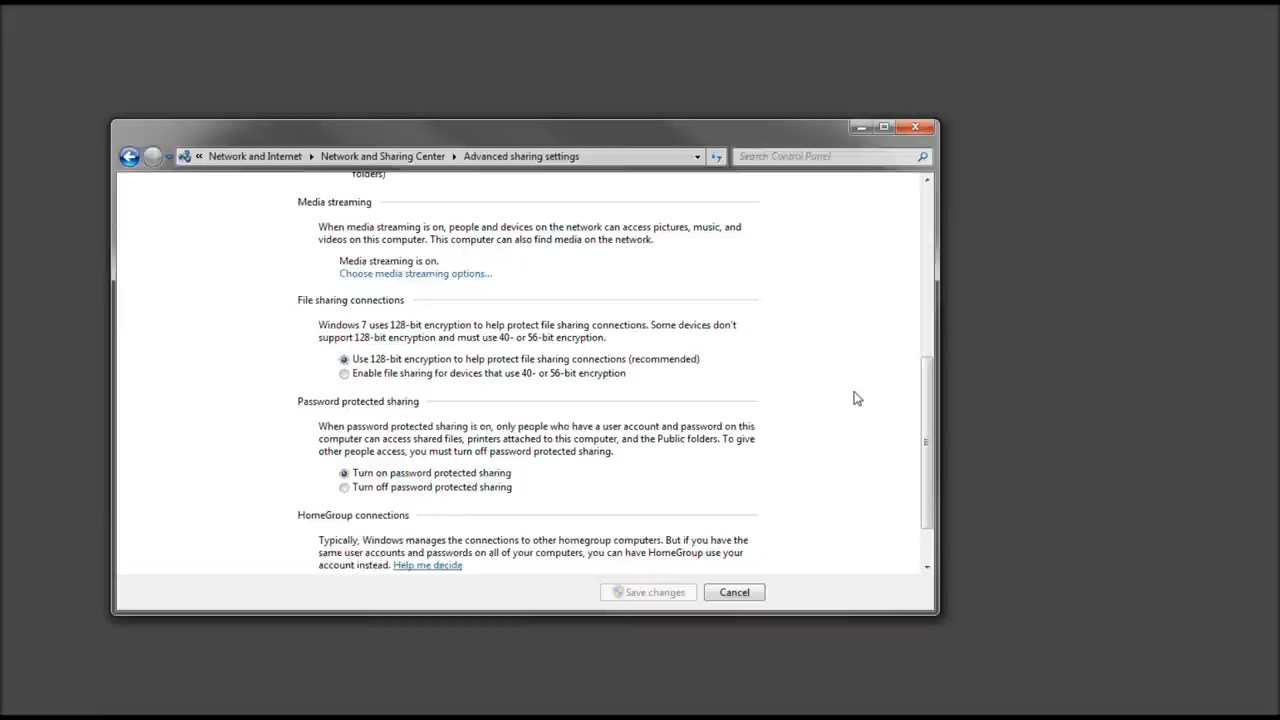 « Network and Internet ▸ Network and Sharing Center ▸ Advanced sharing settings
Search Control Panel
folders)
Media streaming
When media streaming is on, people and devices on the network can access pictures, music, and
videos on this computer. This computer can also find media on the network.
Media streaming is on.
Choose media streaming options...
File sharing connections
Windows 7 uses 128-bit encryption to help protect file sharing connections. Some devices don't
support 128-bit encryption and must use 40- or 56-bit encryption.
Use 128-bit encryption to help protect file sharing connections (recommended)
Enable file sharing for devices that use 40- or 56-bit encryption
Password protected sharing
When password protected sharing is on, only people who have a user account and password on this
computer can access shared files, printers attached to this computer, and the Public folders. To give
other people access, you must turn off password protected sharing.
Turn on password protected sharing
Turn off password protected sharing
HomeGroup connections
Typically, Windows manages the connections to other homegroup computers. But if you have the
same user accounts and passwords on all of your computers, you can have HomeGroup use your
account instead. Help me decide
Save changes
Cancel